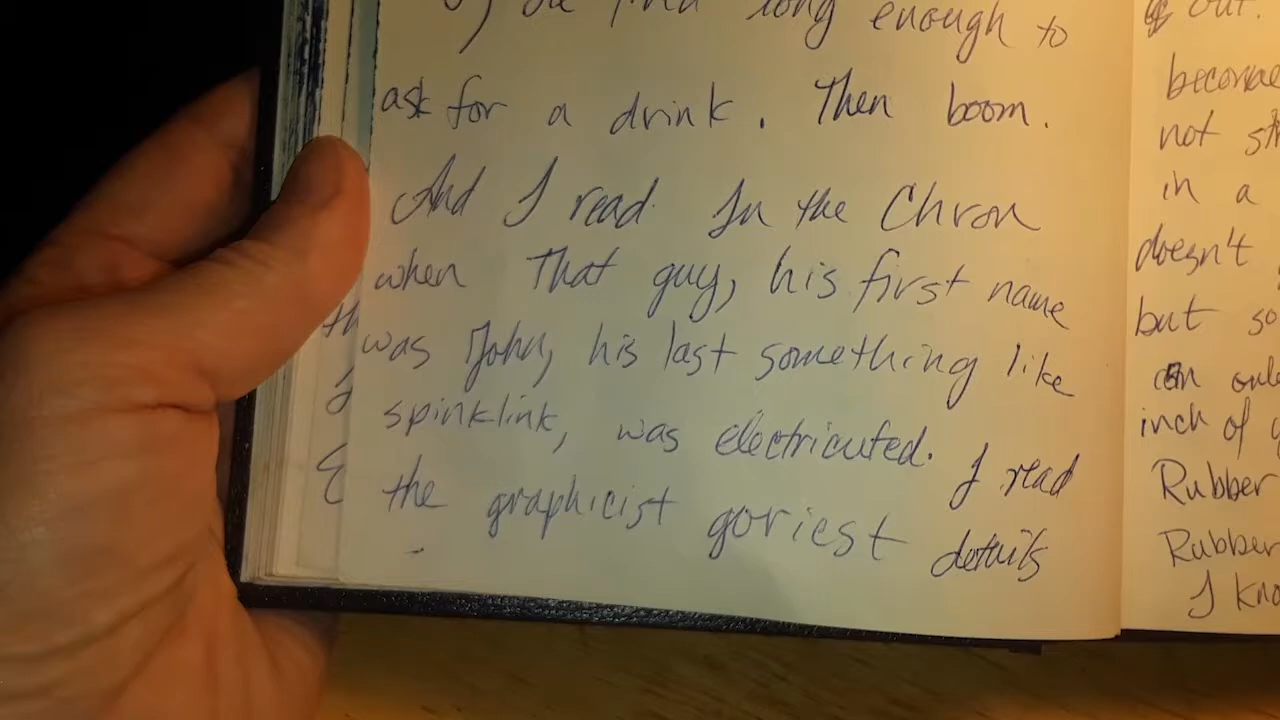 long enough to
ask for a drink. Then boom.
And I read In the Chron
when That guy, his first name
was John, his last something like
spinklink, was electricuted. I read
the graphicist goriest details
out.
become
not
in a
doesn't
but so
inch of
Rubber
Rubber
I